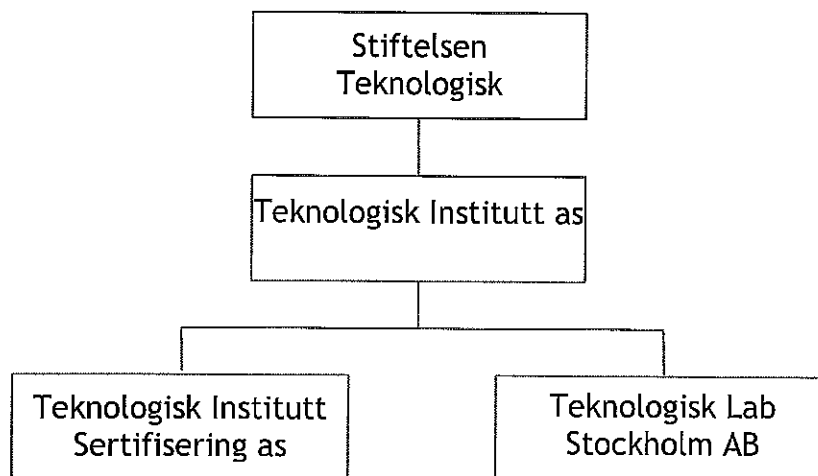 Stiftelsen
Teknologisk
Teknologisk Institutt as
Teknologisk Institutt
Sertifisering as
Teknologisk Lab
Stockholm AB